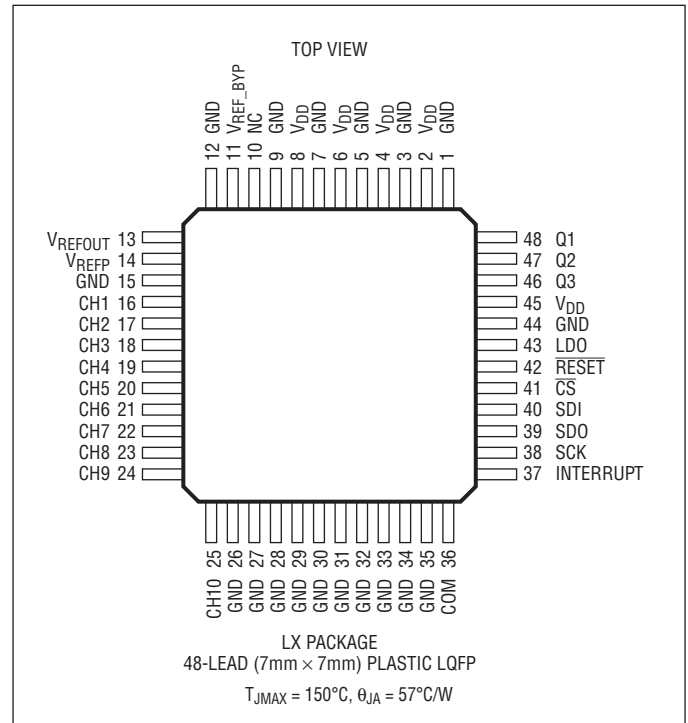 TOP VIEW
12 GND
11 VREF_BYP
10 NC
9 GND
8 VDD
7 GND
6 VDD
5 GND
4 VDD
3 GND
2 VDD
1 GND
VREFOUT 13
VREFP 14
GND 15
CH1 16
CH2 17
CH3 18
CH4 19
CH5 20
CH6 21
CH7 22
CH8 23
CH9 24
48 Q1
47 Q2
46 Q3
45 VDD
44 GND
43 LDO
42 RESET
41 CS
40 SDI
39 SDO
38 SCK
37 INTERRUPT
CH10 25
GND 26
GND 27
GND 28
GND 29
GND 30
GND 31
GND 32
GND 33
GND 34
GND 35
COM 36
LX PACKAGE
48-LEAD (7mm × 7mm) PLASTIC LQFP
TJMAX = 150°C, θJA = 57°C/W